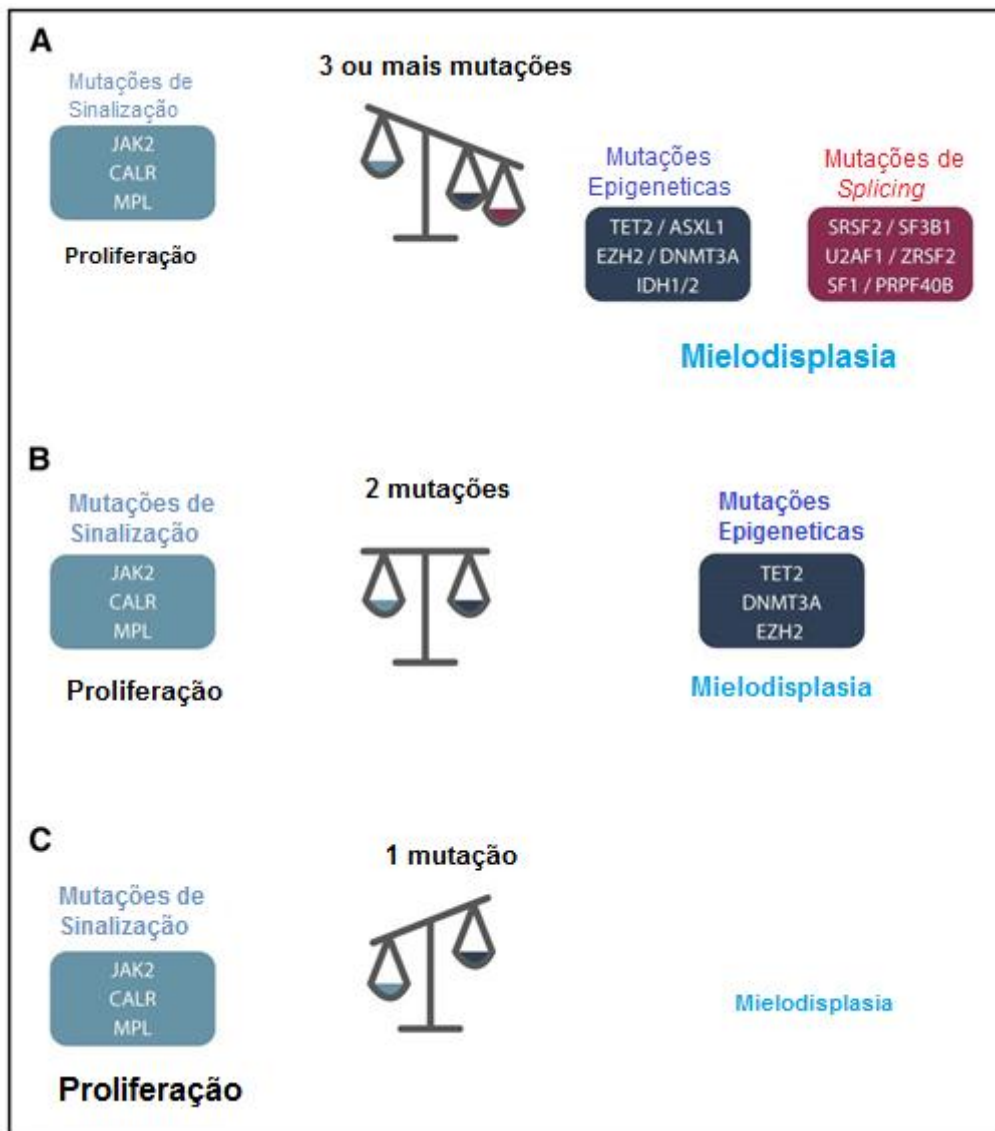 A
3 ou mais mutações
Mutações de
Sinalização
JAK2
CALR
MPL
Proliferação
Mutações
Epigeneticas
TET2 / ASXL1
EZH2 / DNMT3A
IDH1/2
Mutações de
Splicing
SRSF2 / SF3B1
U2AF1 / ZRSF2
SF1 / PRPF40B
Mielodisplasia
B
2 mutações
Mutações de
Sinalização
JAK2
CALR
MPL
Proliferação
Mutações
Epigeneticas
TET2
DNMT3A
EZH2
Mielodisplasia
C
1 mutação
Mutações de
Sinalização
JAK2
CALR
MPL
Proliferação
Mielodisplasia